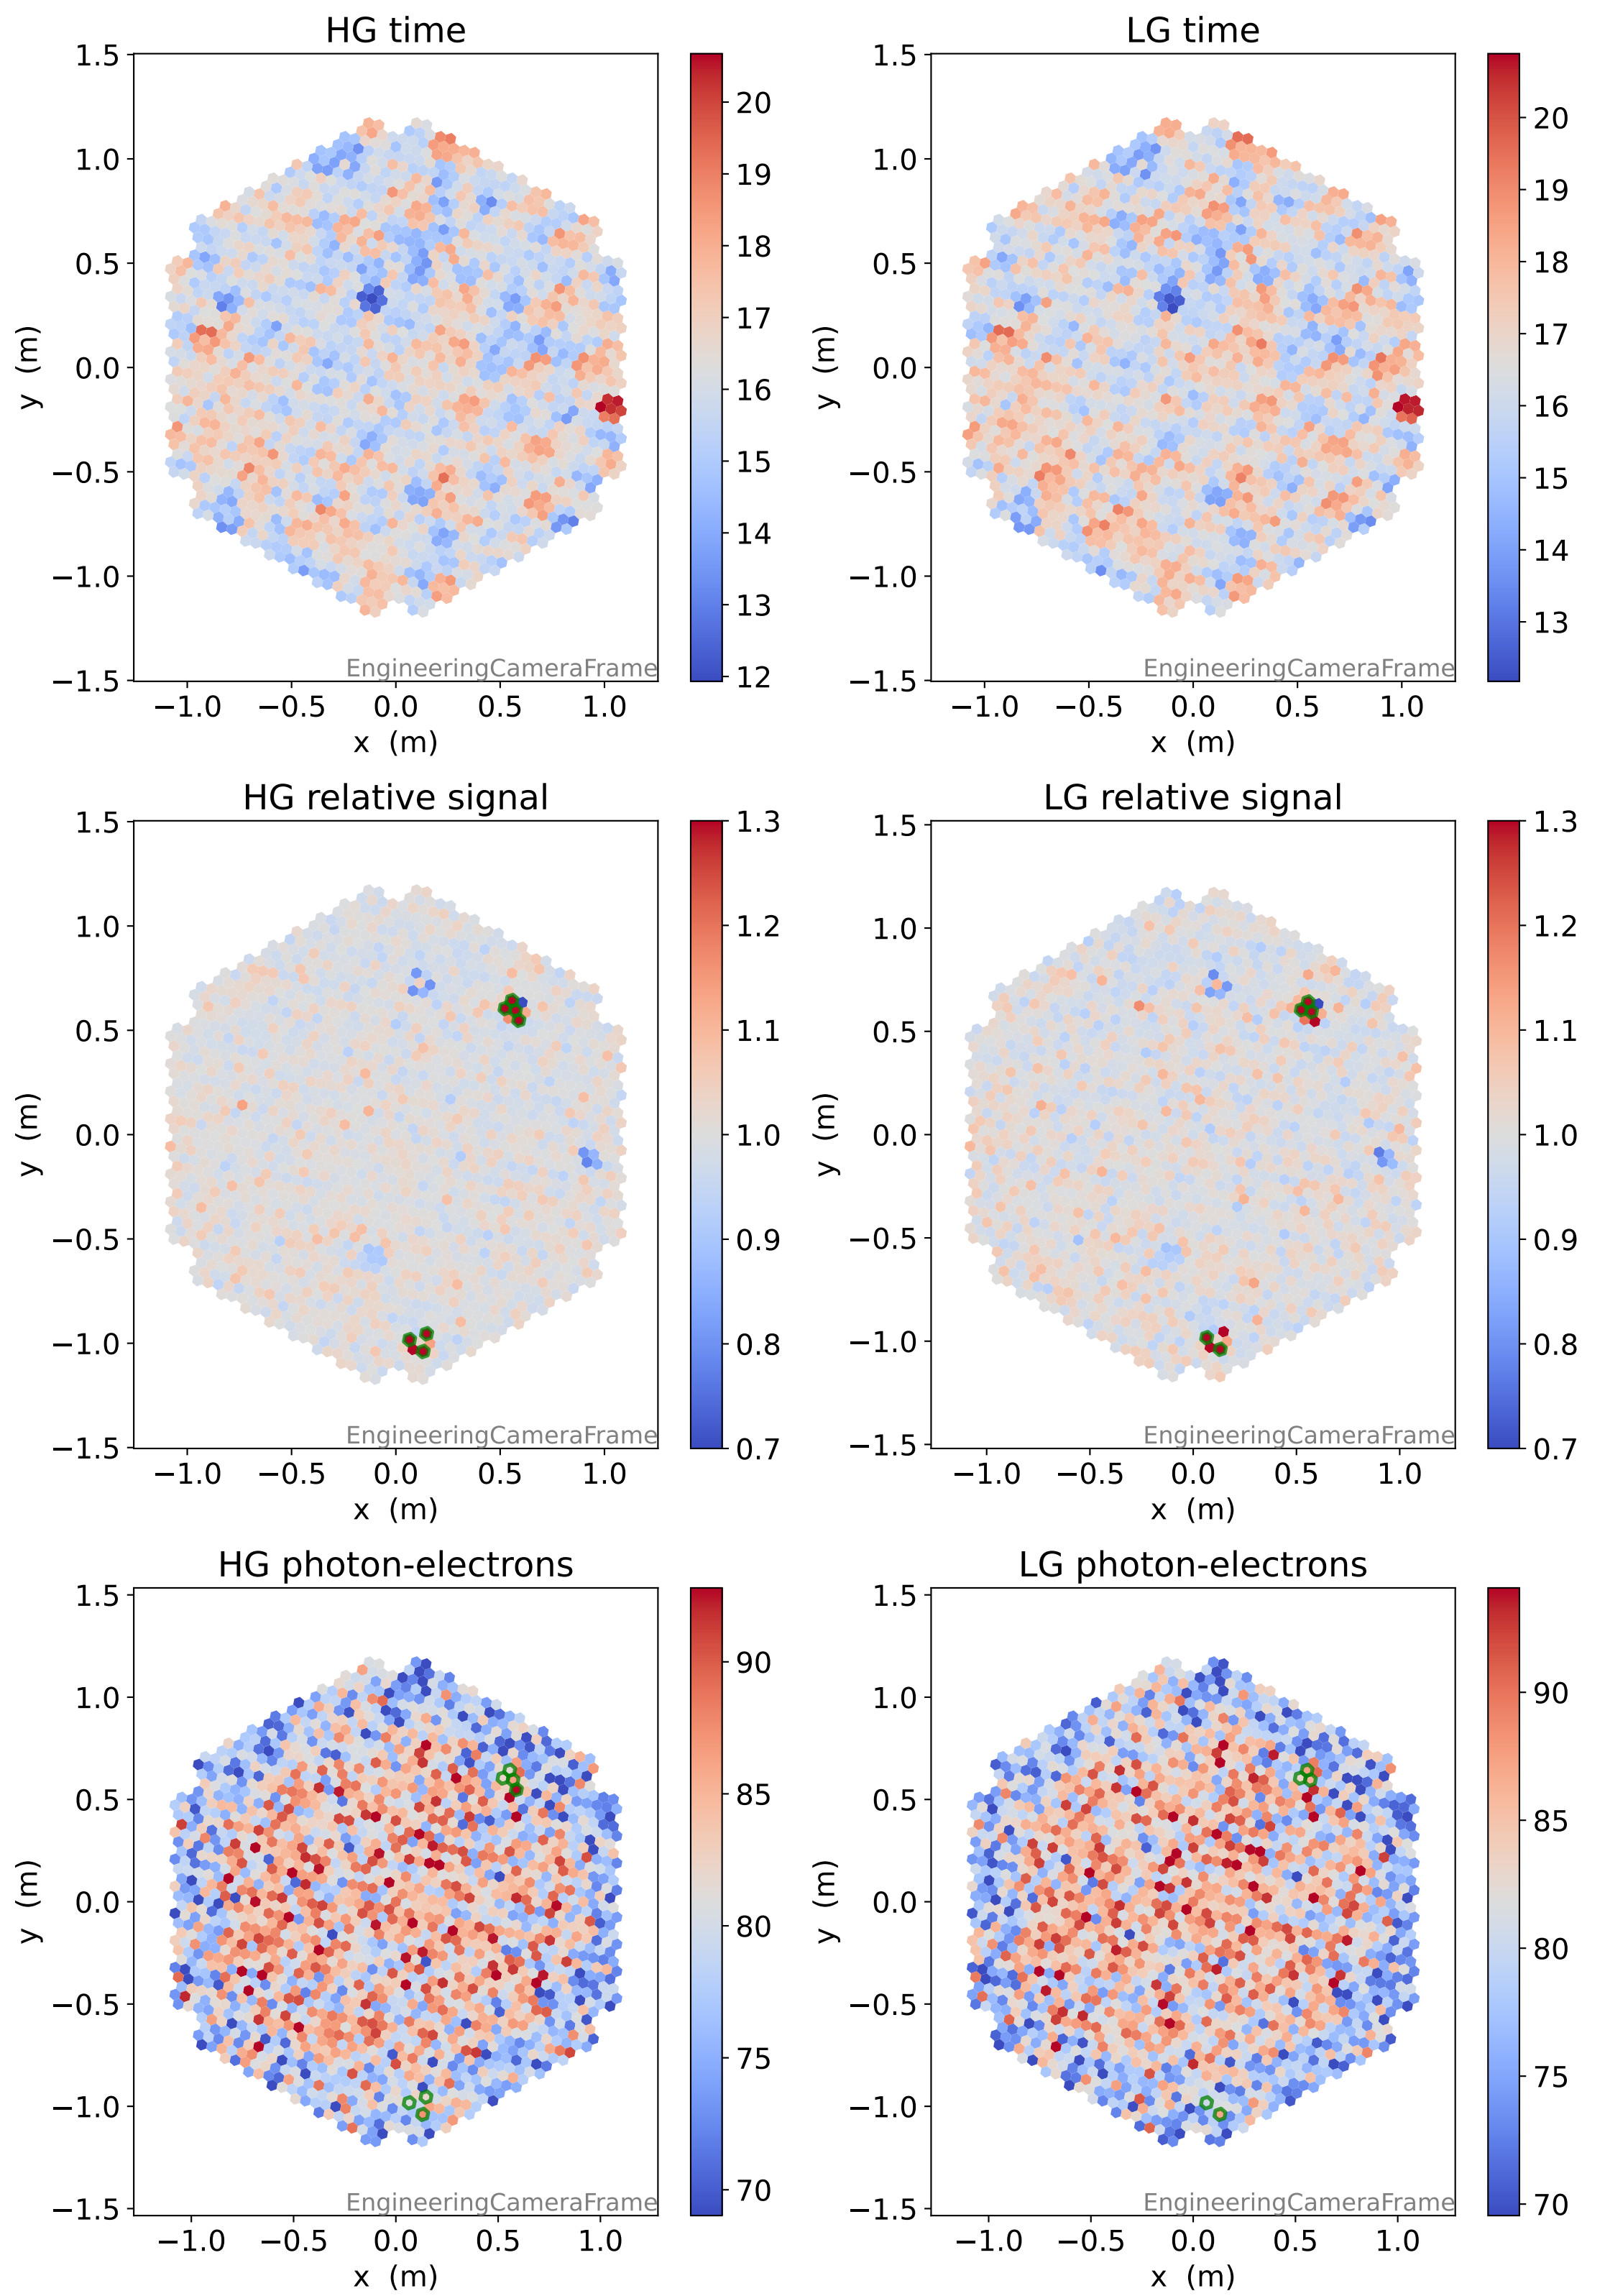 HG time
1.5
1.0
0.5
0.0
−0.5
−1.0
−1.5
y (m)
−1.0 −0.5 0.0 0.5 1.0
x (m)
EngineeringCameraFrame
20
19
18
17
16
15
14
13
12
LG time
1.5
1.0
0.5
0.0
−0.5
−1.0
−1.5
y (m)
−1.0 −0.5 0.0 0.5 1.0
x (m)
EngineeringCameraFrame
20
19
18
17
16
15
14
13
HG relative signal
1.5
1.0
0.5
0.0
−0.5
−1.0
−1.5
y (m)
−1.0 −0.5 0.0 0.5 1.0
x (m)
EngineeringCameraFrame
1.3
1.2
1.1
1.0
0.9
0.8
0.7
LG relative signal
1.5
1.0
0.5
0.0
−0.5
−1.0
−1.5
y (m)
−1.0 −0.5 0.0 0.5 1.0
x (m)
EngineeringCameraFrame
1.3
1.2
1.1
1.0
0.9
0.8
0.7
HG photon-electrons
1.5
1.0
0.5
0.0
−0.5
−1.0
−1.5
y (m)
−1.0 −0.5 0.0 0.5 1.0
x (m)
EngineeringCameraFrame
90
85
80
75
70
LG photon-electrons
1.5
1.0
0.5
0.0
−0.5
−1.0
−1.5
y (m)
−1.0 −0.5 0.0 0.5 1.0
x (m)
EngineeringCameraFrame
90
85
80
75
70